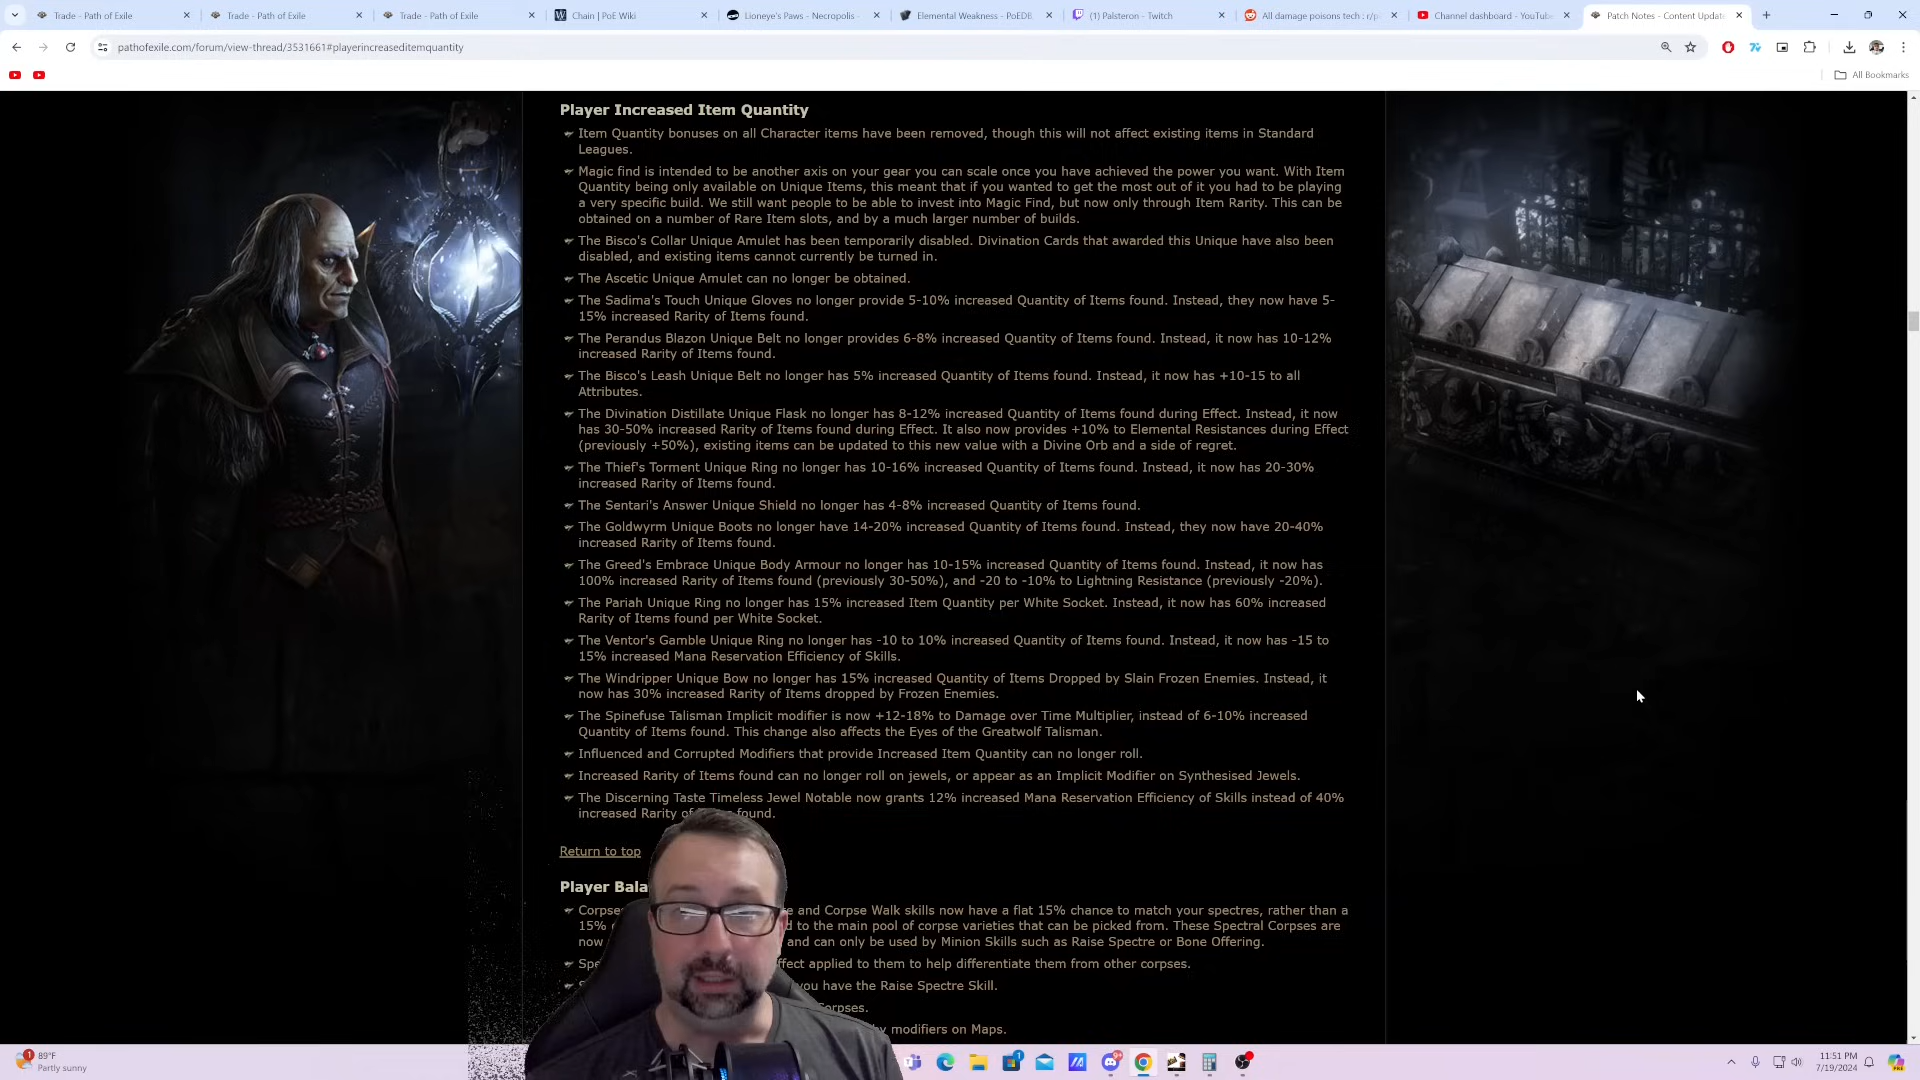 Trade - Path of Exile
Trade - Path of Exile
Trade - Path of Exile
Chain | PoE Wiki
Lioneye's Paws - Necropolis -
Elemental Weakness - PoEDB,
(1) Palsteron - Twitch
All damage poisons tech : r/p
Channel dashboard - YouTube
Patch Notes - Content Updat
pathofexile.com/forum/view-thread/3531661#playerincreaseditemquantity
All Bookmarks
Player Increased Item Quantity
Item Quantity bonuses on all Character items have been removed, though this will not affect existing items in Standard
Leagues.
Magic find is intended to be another axis on your gear you can scale once you have achieved the power you want. With Item
Quantity being only available on Unique Items, this meant that if you wanted to get the most out of it you had to be playing
a very specific build. We still want people to be able to invest into Magic Find, but now only through Item Rarity. This can be
obtained on a number of Rare Item slots, and by a much larger number of builds.
The Bisco's Collar Unique Amulet has been temporarily disabled. Divination Cards that awarded this Unique have also been
disabled, and existing items cannot currently be turned in.
The Ascetic Unique Amulet can no longer be obtained.
The Sadima's Touch Unique Gloves no longer provide 5-10% increased Quantity of Items found. Instead, they now have 5-
15% increased Rarity of Items found.
The Perandus Blazon Unique Belt no longer provides 6-8% increased Quantity of Items found. Instead, it now has 10-12%
increased Rarity of Items found.
The Bisco's Leash Unique Belt no longer has 5% increased Quantity of Items found. Instead, it now has +10-15 to all
Attributes.
The Divination Distillate Unique Flask no longer has 8-12% increased Quantity of Items found during Effect. Instead, it now
has 30-50% increased Rarity of Items found during Effect. It also now provides +10% to Elemental Resistances during Effect
(previously +50%), existing items can be updated to this new value with a Divine Orb and a side of regret.
The Thief's Torment Unique Ring no longer has 10-16% increased Quantity of Items found. Instead, it now has 20-30%
increased Rarity of Items found.
The Sentari's Answer Unique Shield no longer has 4-8% increased Quantity of Items found.
The Goldwyrm Unique Boots no longer have 14-20% increased Quantity of Items found. Instead, they now have 20-40%
increased Rarity of Items found.
The Greed's Embrace Unique Body Armour no longer has 10-15% increased Quantity of Items found. Instead, it now has
100% increased Rarity of Items found (previously 30-50%), and -20 to -10% to Lightning Resistance (previously -20%).
The Pariah Unique Ring no longer has 15% increased Item Quantity per White Socket. Instead, it now has 60% increased
Rarity of Items found per White Socket.
The Ventor's Gamble Unique Ring no longer has -10 to 10% increased Quantity of Items found. Instead, it now has -15 to
15% increased Mana Reservation Efficiency of Skills.
The Windripper Unique Bow no longer has 15% increased Quantity of Items Dropped by Slain Frozen Enemies. Instead, it
now has 30% increased Rarity of Items dropped by Frozen Enemies.
The Spinefuse Talisman Implicit modifier is now +12-18% to Damage over Time Multiplier, instead of 6-10% increased
Quantity of Items found. This change also affects the Eyes of the Greatwolf Talisman.
Influenced and Corrupted Modifiers that provide Increased Item Quantity can no longer roll.
Increased Rarity of Items found can no longer roll on jewels, or appear as an Implicit Modifier on Synthesised Jewels.
The Discerning Taste Timeless Jewel Notable now grants 12% increased Mana Reservation Efficiency of Skills instead of 40%
increased Rarity of found.
Return to top
Player Bala
Corpses and Corpse Walk skills now have a flat 15% chance to match your spectres, rather than a
15% to the main pool of corpse varieties that can be picked from. These Spectral Corpses are
now and can only be used by Minion Skills such as Raise Spectre or Bone Offering.
applied to them to help differentiate them from other corpses.
you have the Raise Spectre Skill.
Corpses.
by modifiers on Maps.
1
89°F
Partly sunny
11:51 PM
7/19/2024